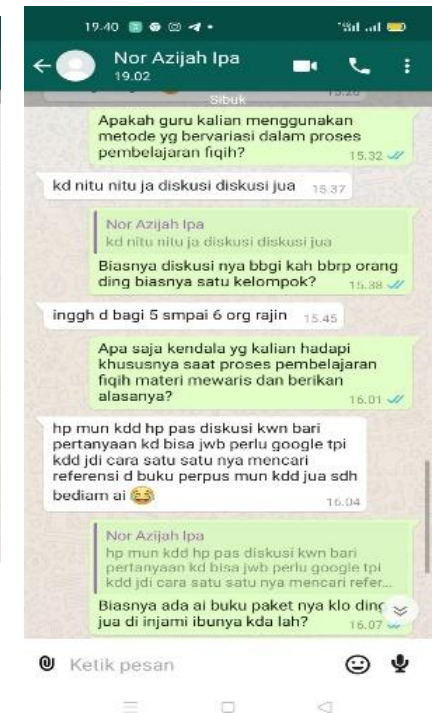 19.40
Nor Azijah Ipa
19.02
Sibuk
15.26
Apakah guru kalian menggunakan
metode yg bervariasi dalam proses
pembelajaran fiqih?
15.32
kd nitu nitu ja diskusi diskusi jua 15.37
Nor Azijah Ipa
kd nitu nitu ja diskusi diskusi jua
Biasnya diskusi nya bbgi kah bbrp orang
ding biasnya satu kelompok? 15.38
inggh d bagi 5 smpai 6 org rajin 15.45
Apa saja kendala yg kalian hadapi
khususnya saat proses pembelajaran
fiqih materi mewaris dan berikan
alasanya? 16.01
hp mun kdd hp pas diskusi kwn bari
pertanyaan kd bisa jwb perlu google tpi
kdd jdi cara satu satu nya mencari
referensi d buku perpus mun kdd jua sdh
bediam ai 😂 16.04
Nor Azijah Ipa
hp mun kdd hp pas diskusi kwn bari
pertanyaan kd bisa jwb perlu google tpi
kdd jdi cara satu satu nya mencari refer...
Biasnya ada ai buku paket nya klo ding
jua di injami ibunya kda lah? 16.07
Ketik pesan